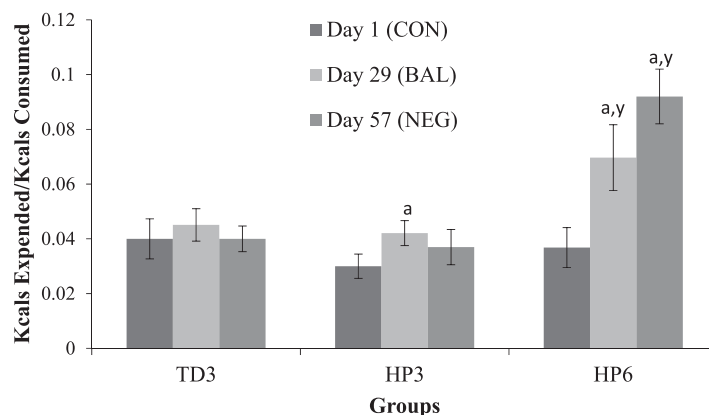 Kcals Expended/Kcals Consumed
0.12
0.1
0.08
0.06
0.04
0.02
0
Day 1 (CON)
Day 29 (BAL)
Day 57 (NEG)
a
a,y
a,y
TD3 HP3 HP6
Groups